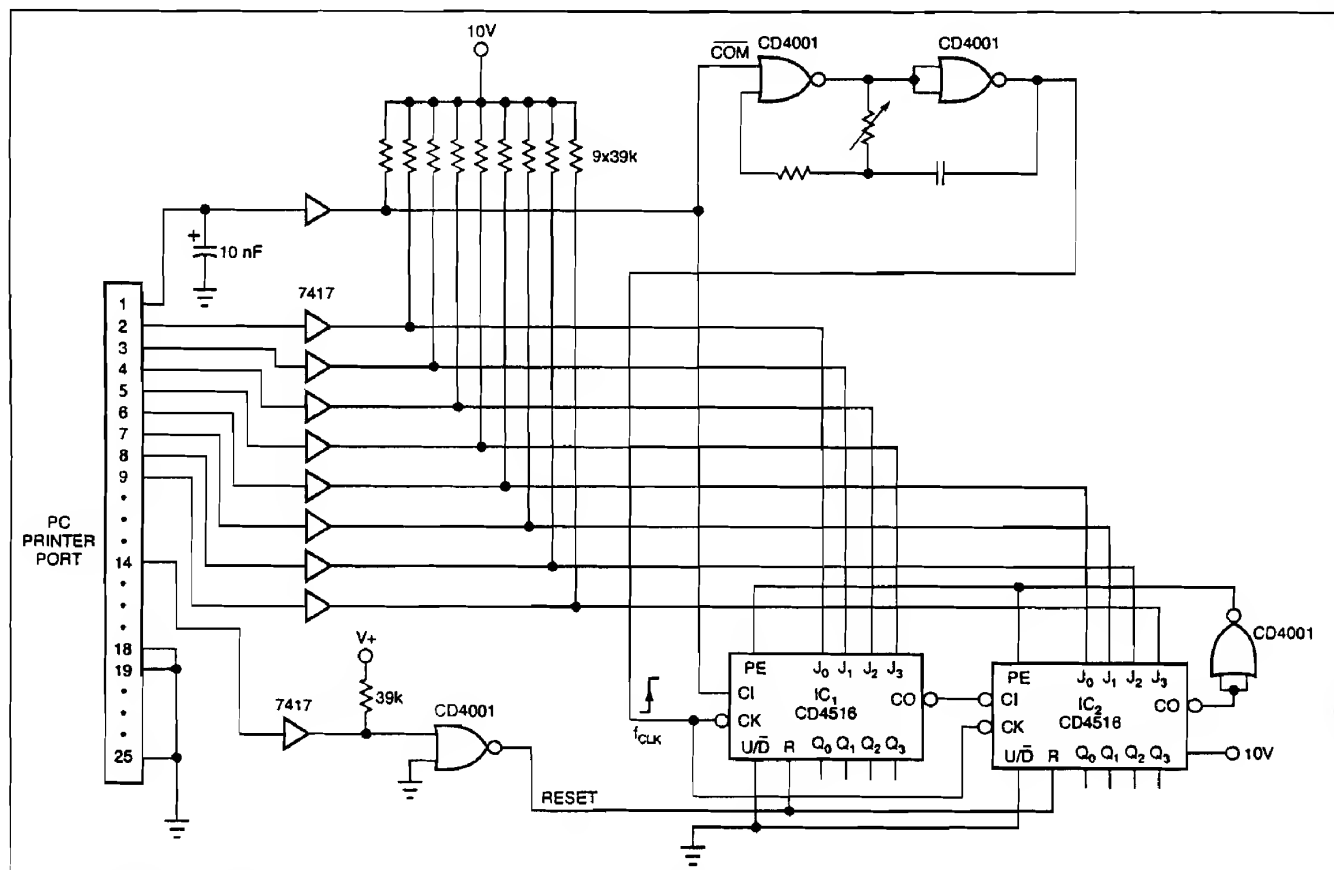 10V
COM
CD4001
CD4001
9x39k
+
10 nF
7417
1
2
3
4
5
6
7
8
9
14
18
19
25
PC
PRINTER
PORT
V+
39k
7417
CD4001
RESET
fCLK
PE J0 J1 J2 J3
CI
CK
IC1
CD4516
CO
U/D R Q0 Q1 Q2 Q3
PE J0 J1 J2 J3
CI
CK
IC2
CD4516
CO
U/D R Q0 Q1 Q2 Q3
CD4001
10V